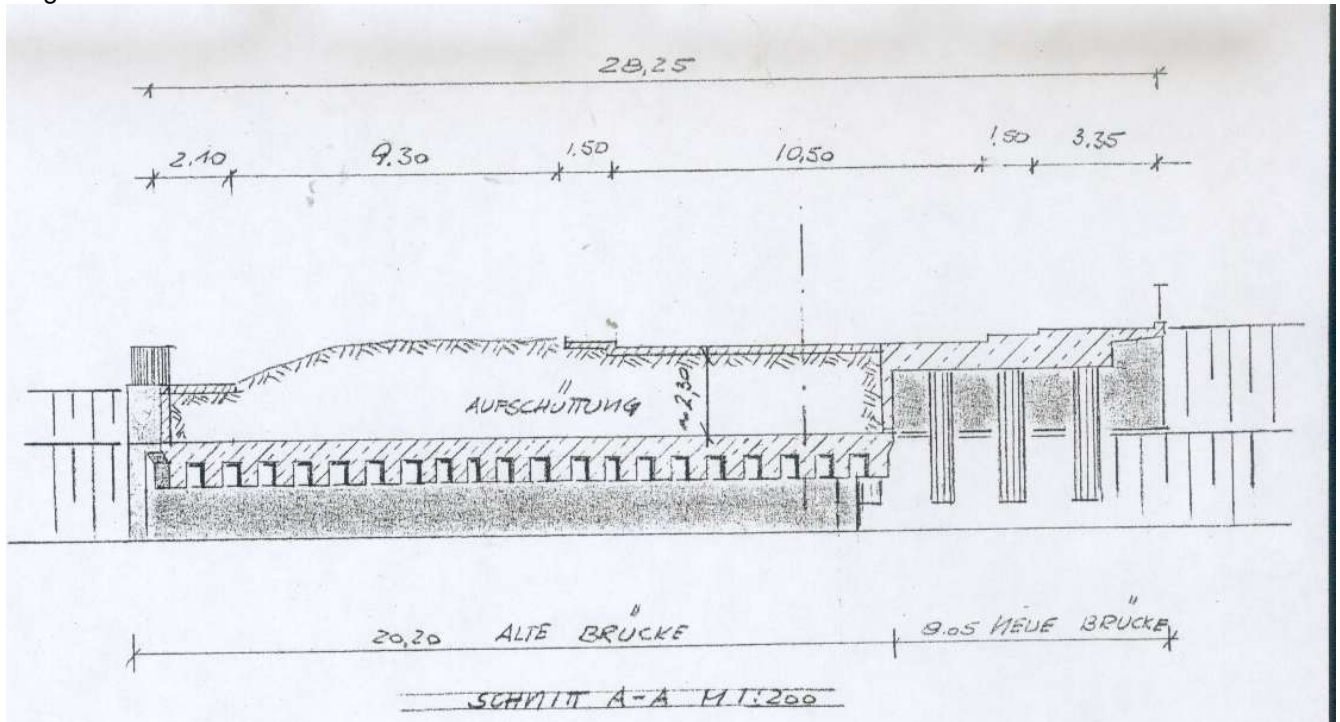 28,25
2.10 9.30 1.50 10,50 1.50 3.35
AUFSCHÜTTUNG
~2,30
20,20 ALTE BRÜCKE 8.05 NEUE BRÜCKE
SCHNITT A-A M 1:200